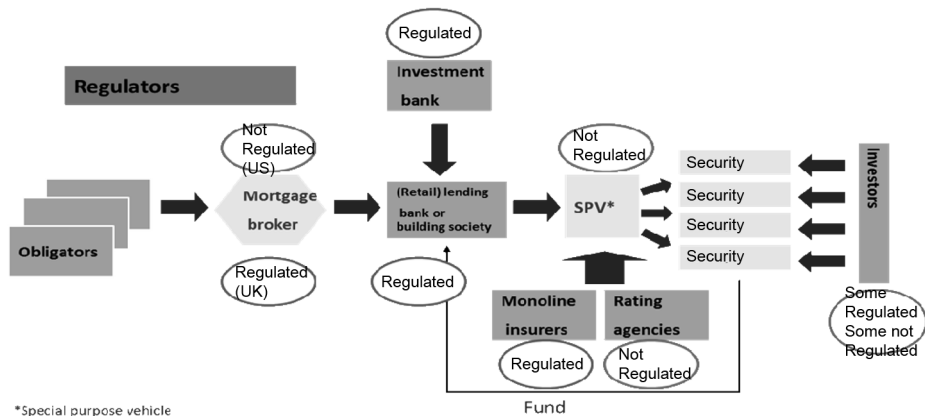 Regulated
Investment
bank
Regulators
Not
Regulated
(US)
Not
Regulated
Mortgage
broker
(Retail) lending
bank or
building society
SPV*
Security
Security
Security
Security
Investors
Obligators
Regulated
(UK)
Regulated
Monoline
insurers
Rating
agencies
Some
Regulated
Some not
Regulated
Regulated
Not
Regulated
Fund
*Special purpose vehicle